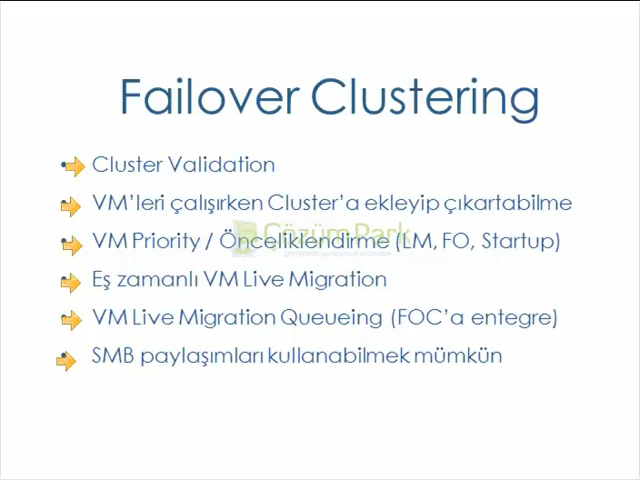 Failover Clustering
Cluster Validation
VM'leri çalışırken Cluster'a ekleyip çıkartabilme
VM Priority / Önceliklendirme (LM, FO, Startup)
Eş zamanlı VM Live Migration
VM Live Migration Queueing (FOC'a entegre)
SMB paylaşımları kullanabilmek mümkün
ÇözümPark